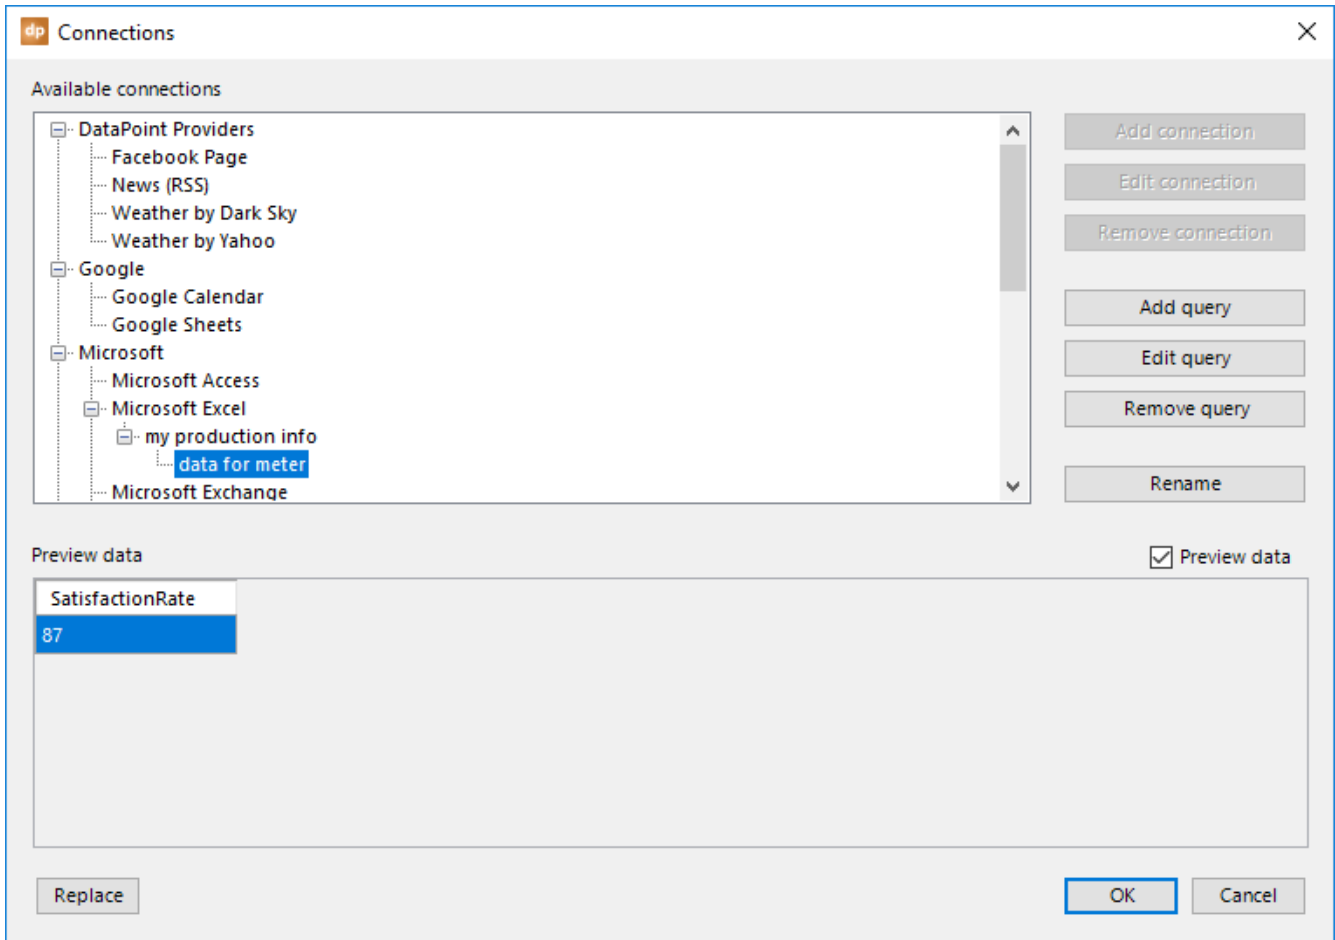 dp Connections
Available connections
DataPoint Providers
Facebook Page
News (RSS)
Weather by Dark Sky
Weather by Yahoo
Google
Google Calendar
Google Sheets
Microsoft
Microsoft Access
Microsoft Excel
my production info
data for meter
Microsoft Exchange
Add connection
Edit connection
Remove connection
Add query
Edit query
Remove query
Rename
Preview data
Preview data
SatisfactionRate
87
Replace
OK
Cancel